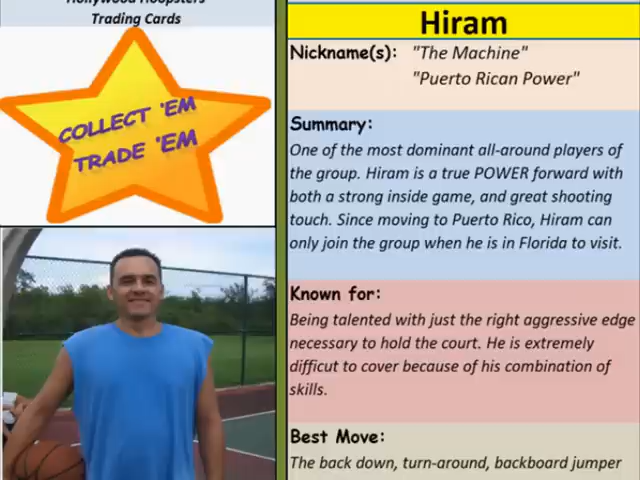 Hollywood Hoopsters
Trading Cards
COLLECT 'EM
TRADE 'EM
Hiram
Nickname(s): "The Machine"
"Puerto Rican Power"
Summary:
One of the most dominant all-around players of
the group. Hiram is a true POWER forward with
both a strong inside game, and great shooting
touch. Since moving to Puerto Rico, Hiram can
only join the group when he is in Florida to visit.
Known for:
Being talented with just the right aggressive edge
necessary to hold the court. He is extremely
difficut to cover because of his combination of
skills.
Best Move:
The back down, turn-around, backboard jumper